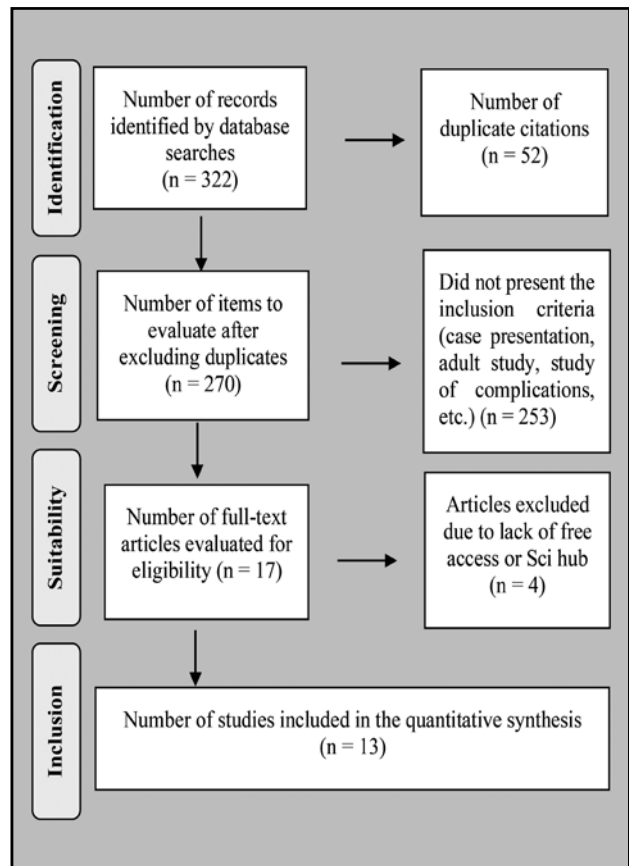 Identification
Number of records
identified by database
searches
(n = 322)
Number of
duplicate citations
(n = 52)
Screening
Number of items to
evaluate after
excluding duplicates
(n = 270)
Did not present the
inclusion criteria
(case presentation,
adult study, study
of complications,
etc.) (n = 253)
Suitability
Number of full-text
articles evaluated for
eligibility (n = 17)
Articles excluded
due to lack of free
access or Sci hub
(n = 4)
Inclusion
Number of studies included in the quantitative synthesis
(n = 13)